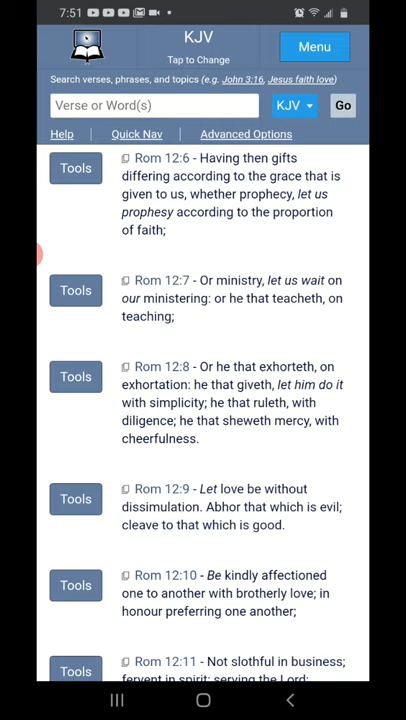 7:51
KJV
Tap to Change
Menu
Search verses, phrases, and topics (e.g. John 3:16, Jesus faith love)
Verse or Word(s)
KJV
Go
Help | Quick Nav | Advanced Options
Tools
Rom 12:6 - Having then gifts
differing according to the grace that is
given to us, whether prophecy, let us
prophesy according to the proportion
of faith;
Tools
Rom 12:7 - Or ministry, let us wait on
our ministering: or he that teacheth, on
teaching;
Tools
Rom 12:8 - Or he that exhorteth, on
exhortation: he that giveth, let him do it
with simplicity; he that ruleth, with
diligence; he that sheweth mercy, with
cheerfulness.
Tools
Rom 12:9 - Let love be without
dissimulation. Abhor that which is evil;
cleave to that which is good.
Tools
Rom 12:10 - Be kindly affectioned
one to another with brotherly love; in
honour preferring one another;
Tools
Rom 12:11 - Not slothful in business;
fervent in spirit; serving the Lord;